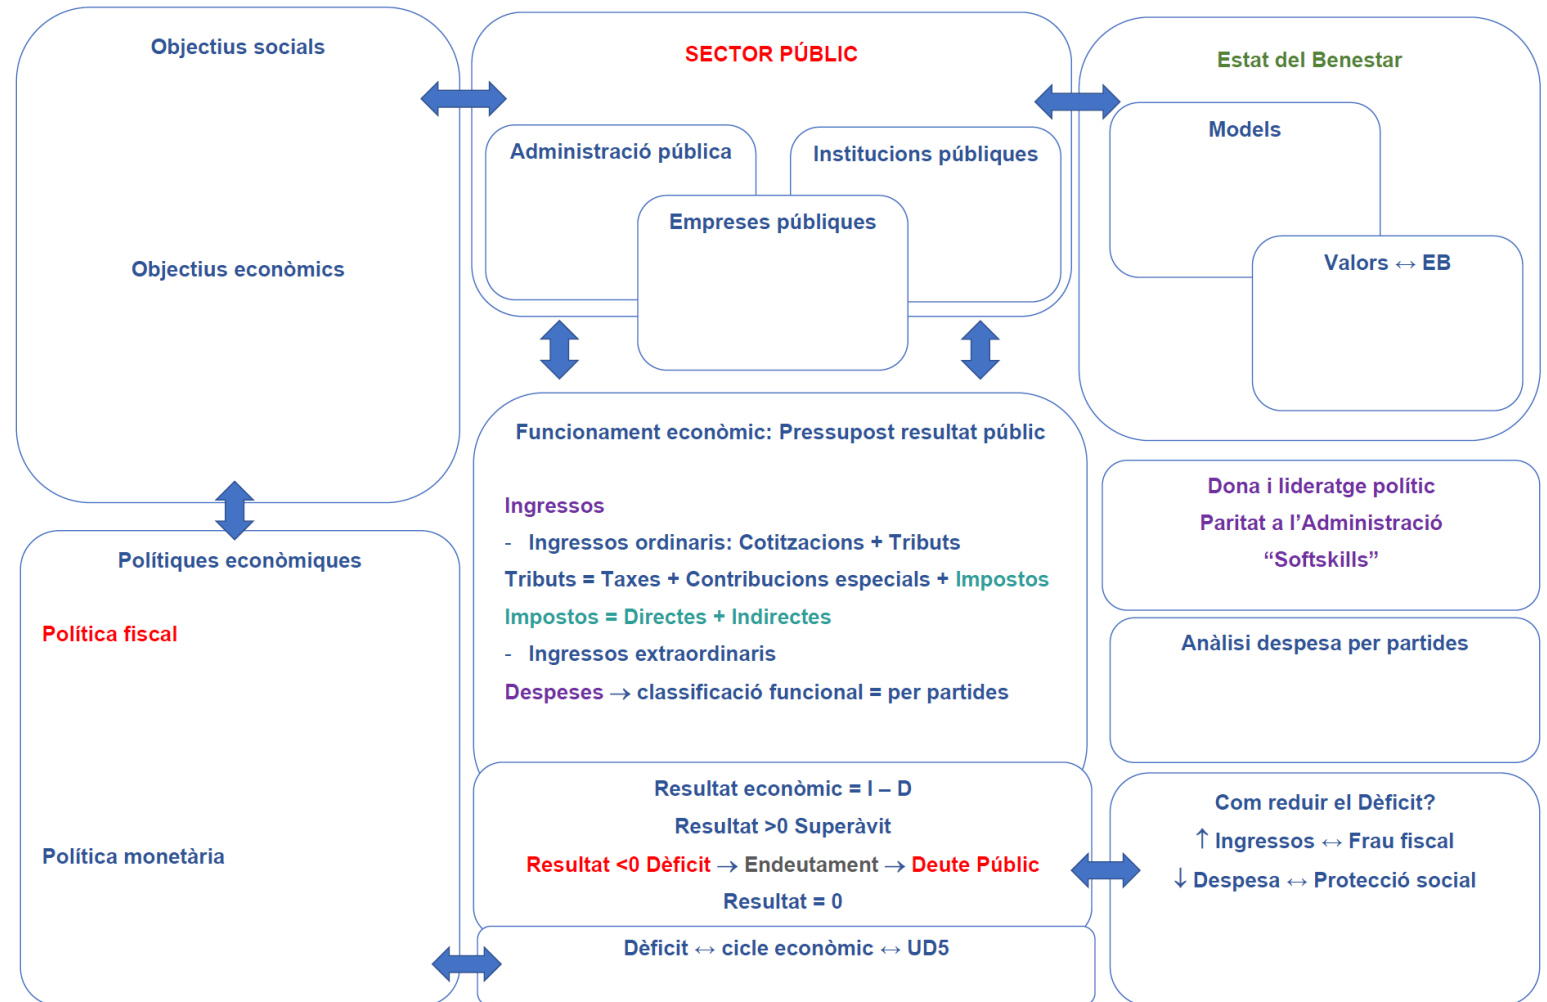 Objectius socials
Objectius econòmics
SECTOR PÚBLIC
Administració pública
Institucions públiques
Empreses públiques
Estat del Benestar
Models
Valors ↔ EB
Funcionament econòmic: Pressupost resultat públic
Ingressos
- Ingressos ordinaris: Cotitzacions + Tributs
Tributs = Taxes + Contribucions especials + Impostos
Impostos = Directes + Indirectes
- Ingressos extraordinaris
Despeses → classificació funcional = per partides
Dona i lideratge polític
Paritat a l’Administració
“Softskills”
Polítiques econòmiques
Política fiscal
Política monetària
Anàlisi despesa per partides
Resultat econòmic = I – D
Resultat >0 Superàvit
Resultat <0 Dèficit → Endeutament → Deute Públic
Resultat = 0
Com reduir el Dèficit?
↑ Ingressos ↔ Frau fiscal
↓ Despesa ↔ Protecció social
Dèficit ↔ cicle econòmic ↔ UD5